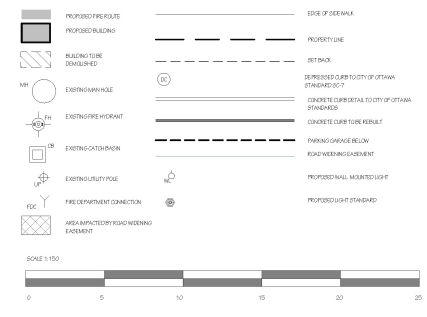 PROPOSED FIRE ROUTE
PROPOSED BUILDING
BUILDING TO BE
DEMOLISHED
MH
EXISTING MAN HOLE
FH
EXISTING FIRE HYDRANT
CB
EXISTING CATCH BASIN
UP
EXISTING UTILITY POLE
FDC
FIRE DEPARTMENT CONNECTION
AREA IMPACTED BY ROAD WIDENING
EASEMENT
EDGE OF SIDE WALK
PROPERTY LINE
SET BACK
DC
DEPRESSED CURB TO CITY OF OTTAWA
STANDARD SC-7
CONCRETE CURB DETAIL TO CITY OF OTTAWA
STANDARDS
CONCRETE CURB TO BE REBUILT
PARKING GARAGE BELOW
ROAD WIDENING EASEMENT
WL
PROPOSED WALL MOUNTED LIGHT
PROPOSED LIGHT STANDARD
SCALE 1:150
0 5 10 15 20 25